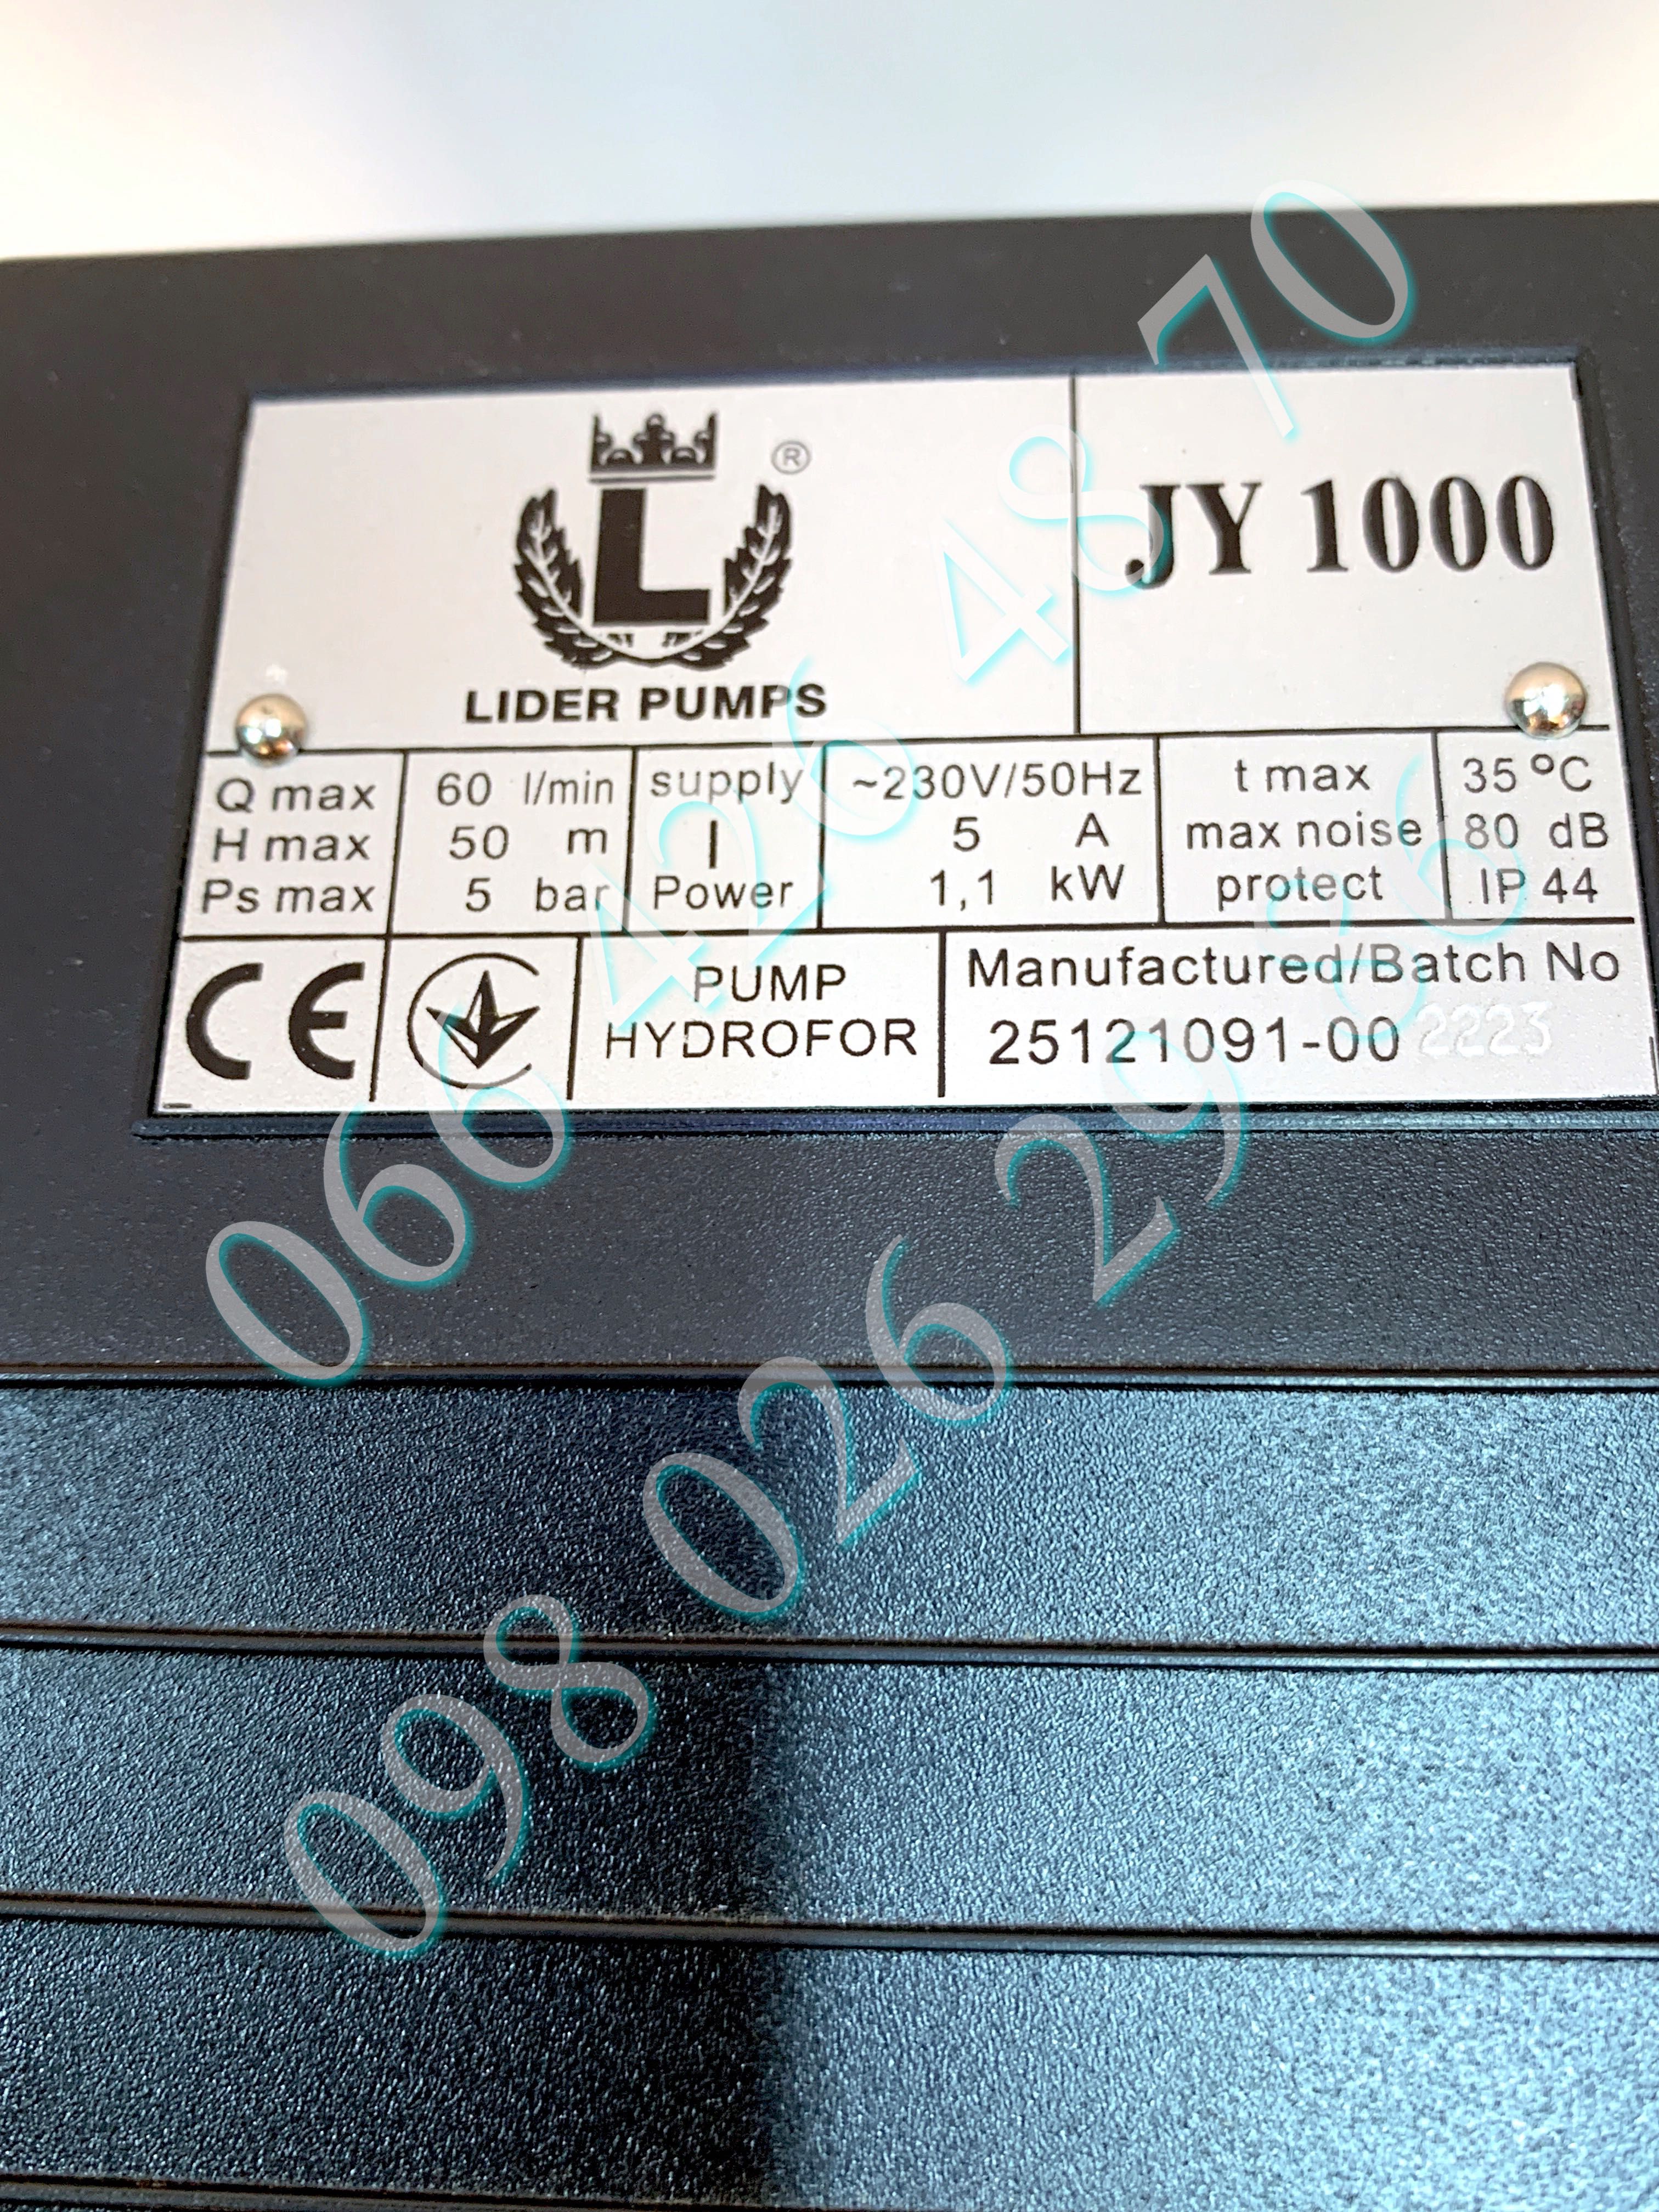 ®
L
LIDER PUMPS
JY 1000
Q max 60 l/min supply ~230V/50Hz t max 35 °C
H max 50 m I 5 A max noise 80 dB
Ps max 5 bar Power 1,1 kW protect IP 44
CE PUMP HYDROFOR
Manufactured/Batch No
25121091-00 2223
066 426 48 70
098 026 29 66